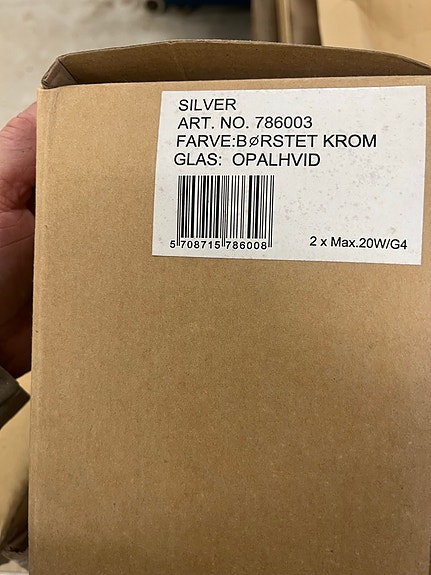 SILVER
ART. NO. 786003
FARVE:BØRSTET KROM
GLAS: OPALHVID
5 708715 786008
2 x Max.20W/G4